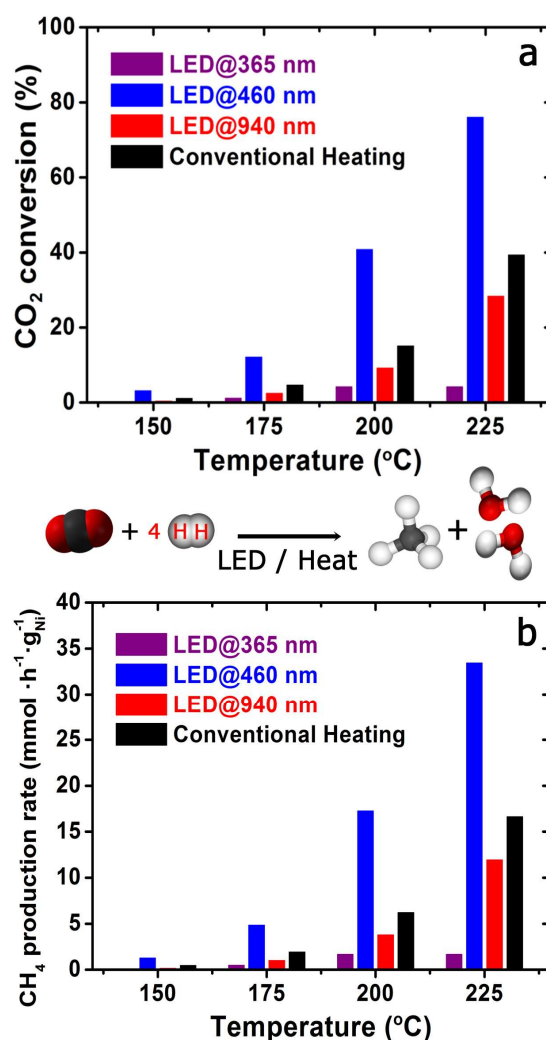 a
CO₂ conversion (%)
100
80
60
40
20
0
LED@365 nm
LED@460 nm
LED@940 nm
Conventional Heating
150 175 200 225
Temperature (°C)
+ 4 H H LED / Heat +
b
CH₄ production rate (mmol ·h⁻¹·g⁻¹Ni)
40
35
30
25
20
15
10
5
0
LED@365 nm
LED@460 nm
LED@940 nm
Conventional Heating
150 175 200 225
Temperature (ºC)